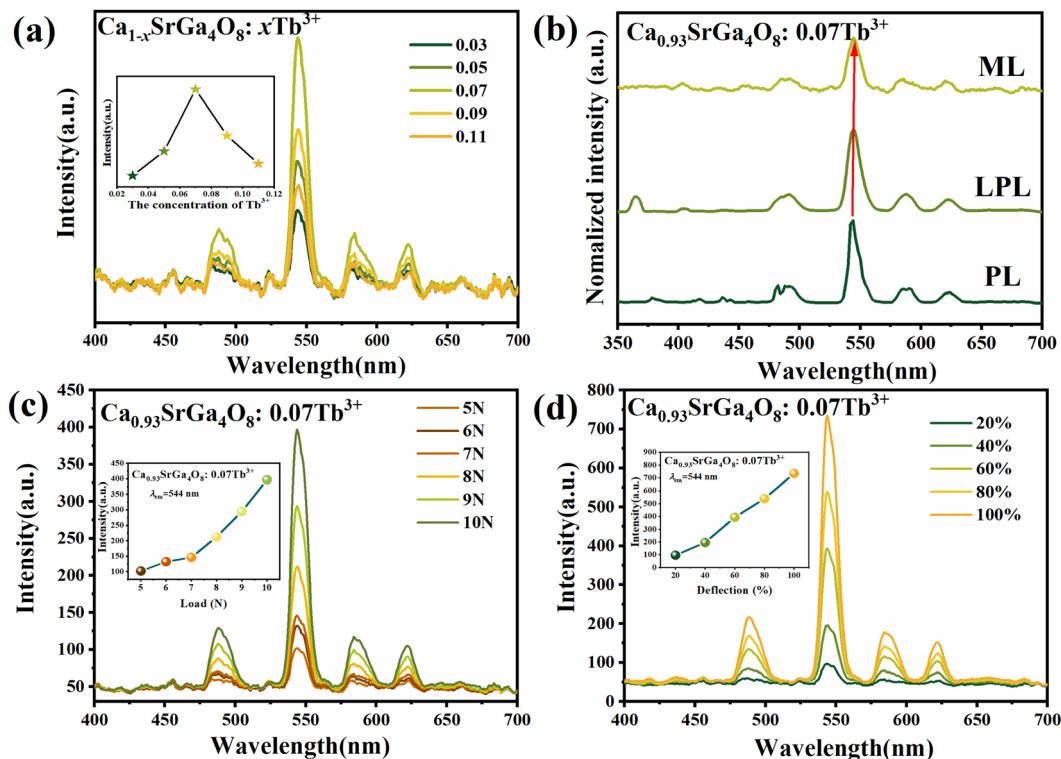 (a)
Ca1-xSrGa4O8: xTb3+
0.03
0.05
0.07
0.09
0.11
Intensity(a.u.)
0.02 0.04 0.06 0.08 0.10 0.12
The concentration of Tb3+
Intensity(a.u.)
400 450 500 550 600 650 700
Wavelength(nm)
(b)
Ca0.93SrGa4O8: 0.07Tb3+
ML
LPL
PL
Nonomalized intensity (a.u.)
350 400 450 500 550 600 650 700
Wavelength(nm)
(c)
Ca0.93SrGa4O8: 0.07Tb3+
5N
6N
7N
8N
9N
10N
450
400
350
300
250
200
150
100
50
Intensity(a.u.)
Ca0.93SrGa4O8: 0.07Tb3+
λem=544 nm
450
400
350
300
250
200
150
100
Intensity(a.u.)
5 6 7 8 9 10
Load (N)
400 450 500 550 600 650 700
Wavelength(nm)
(d)
Ca0.93SrGa4O8: 0.07Tb3+
20%
40%
60%
80%
100%
800
700
600
500
400
300
200
100
0
Intensity(a.u.)
Ca0.93SrGa4O8: 0.07Tb3+
λem=544 nm
900
800
700
600
500
400
300
200
100
0
Intensity(a.u.)
20 40 60 80 100
Deflection (%)
400 450 500 550 600 650 700
Wavelength(nm)